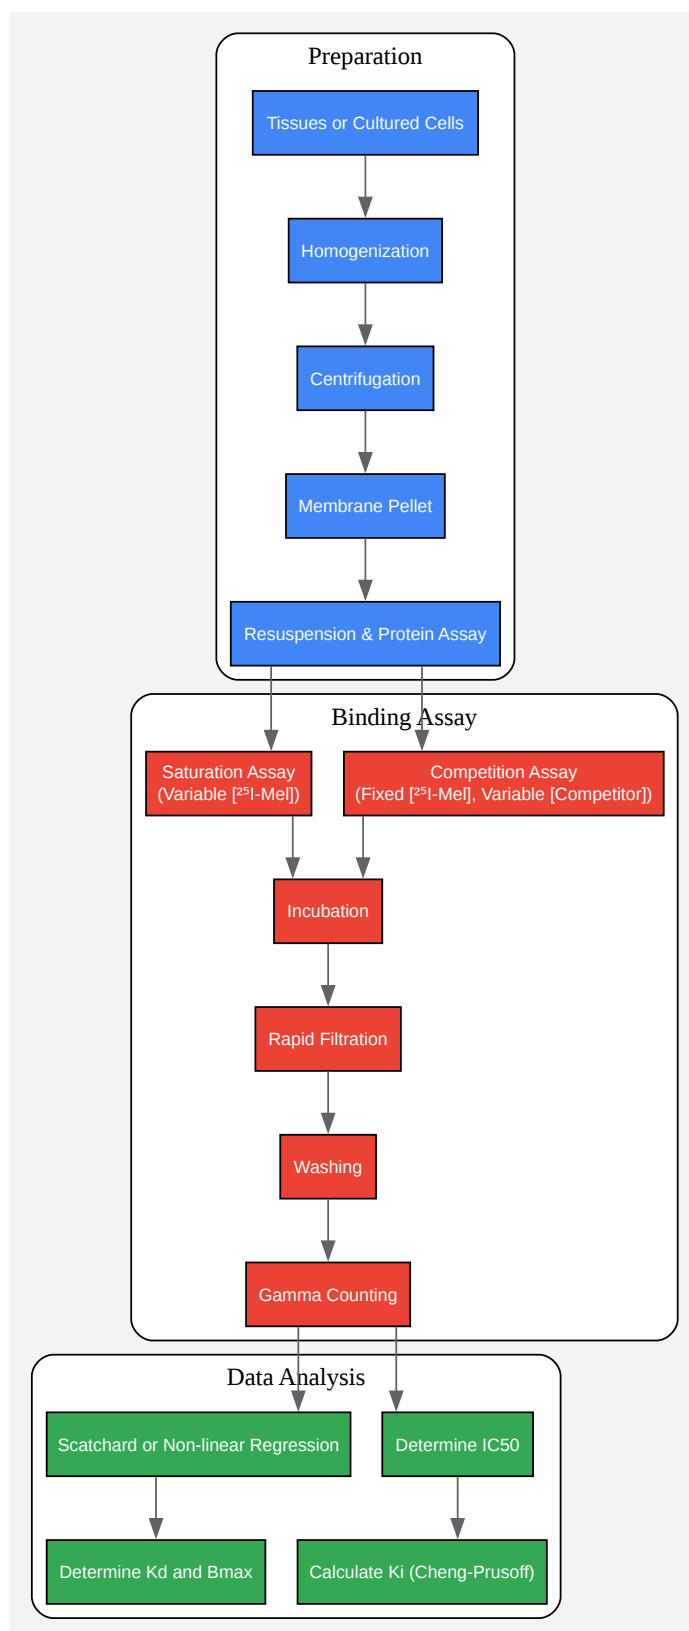 Preparation
Tissues or Cultured Cells
Homogenization
Centrifugation
Membrane Pellet
Resuspension & Protein Assay
Binding Assay
Saturation Assay
(Variable [²⁵I-Mel])
Competition Assay
(Fixed [²⁵I-Mel], Variable [Competitor])
Incubation
Rapid Filtration
Washing
Gamma Counting
Data Analysis
Scatchard or Non-linear Regression
Determine IC50
Determine Kd and Bmax
Calculate Ki (Cheng-Prusoff)